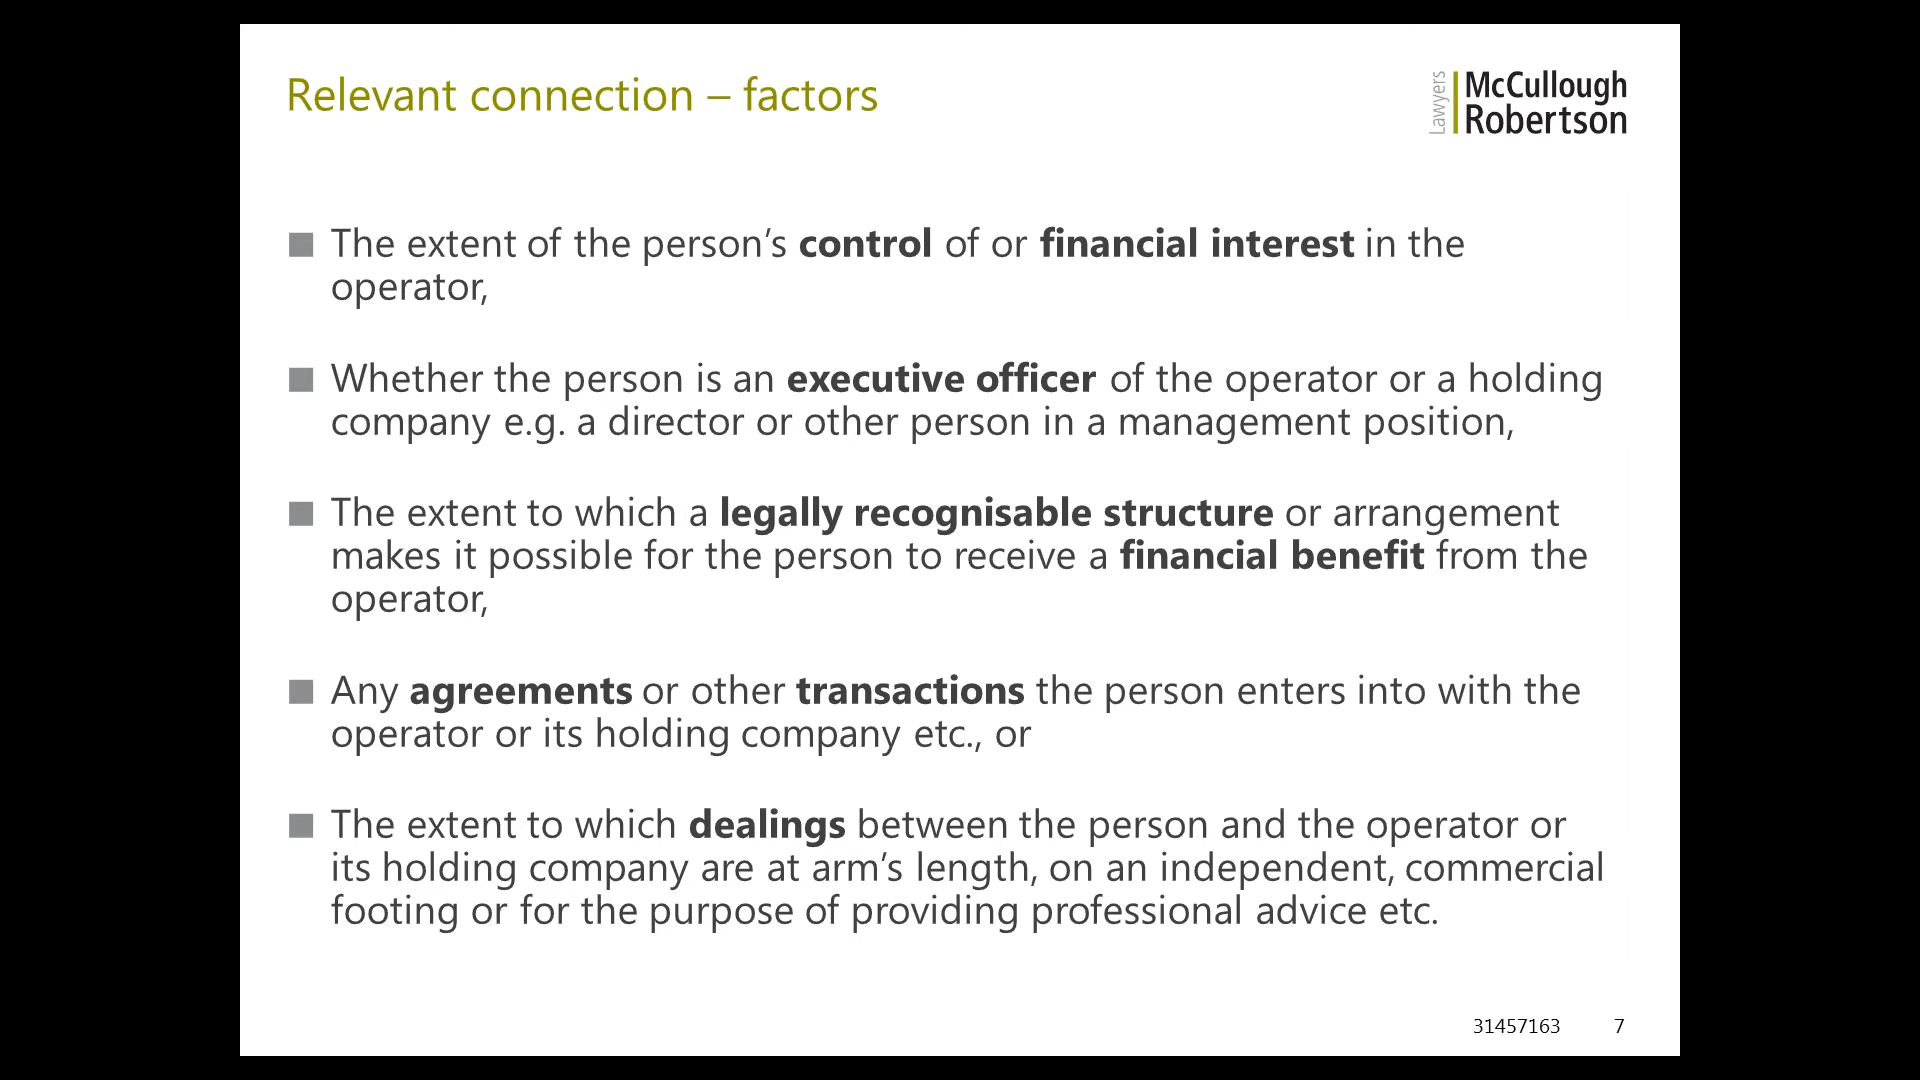 Relevant connection – factors
Lawyers
McCullough
Robertson
■ The extent of the person’s control of or financial interest in the
operator,
■ Whether the person is an executive officer of the operator or a holding
company e.g. a director or other person in a management position,
■ The extent to which a legally recognisable structure or arrangement
makes it possible for the person to receive a financial benefit from the
operator,
■ Any agreements or other transactions the person enters into with the
operator or its holding company etc., or
■ The extent to which dealings between the person and the operator or
its holding company are at arm’s length, on an independent, commercial
footing or for the purpose of providing professional advice etc.
31457163 7